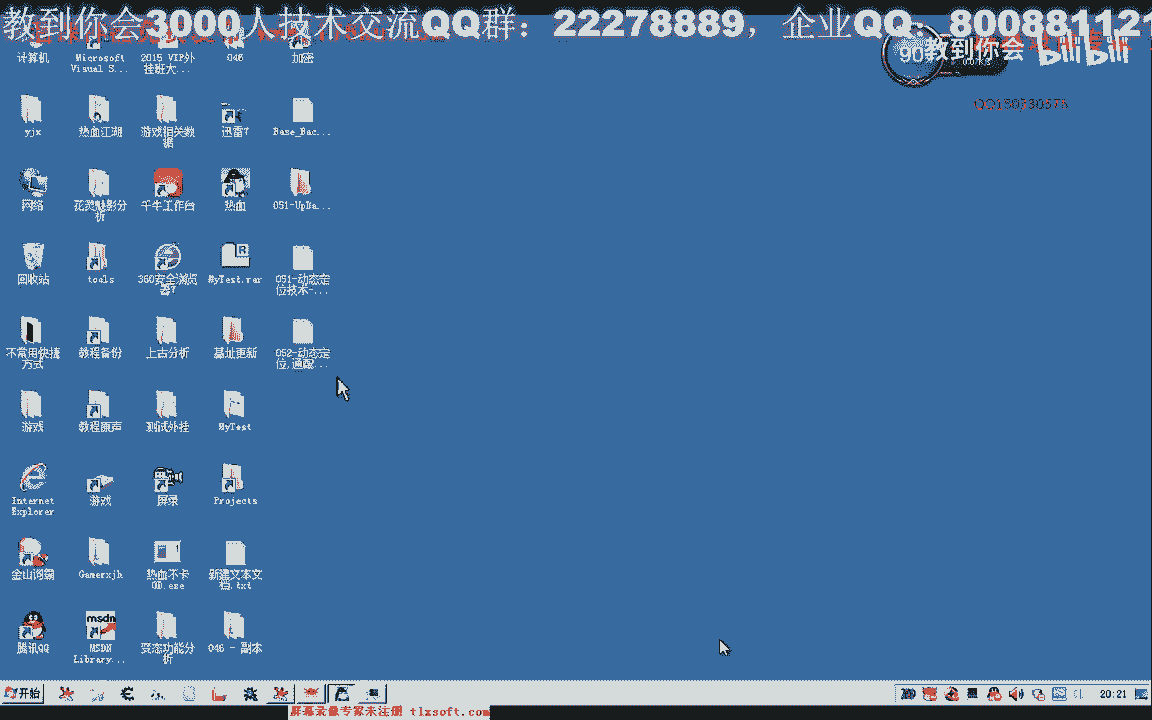 教到你会3000人技术交流QQ群：22278889，企业QQ：800881121
教到你会
bilibili
90
计算机
Microsoft
Visual S...
2015 VIP外
挂班大...
046
加密
yjx
热血江湖
游戏相关数
据
迅雷7
Base_Bac...
网络
花灵魅影分
析
千牛工作台
热血
051-UpDa...
回收站
tools
360安全浏览
器7
MyTest.rar
051-动态定
位技术-...
不常用快捷
方式
教程备份
上古分析
基址更新
052-动态定
位,通配...
游戏
教程原声
测试外挂
MyTest
Internet
Explorer
游戏
屏录
Projects
金山词霸
Gamerxjh
热血不卡
OD.exe
新建文本文
档.txt
腾讯QQ
msdn
MSDN
Library...
变态功能分
析
046 - 副本
开始
20:21
屏幕录像专家未注册 tlxsoft.com